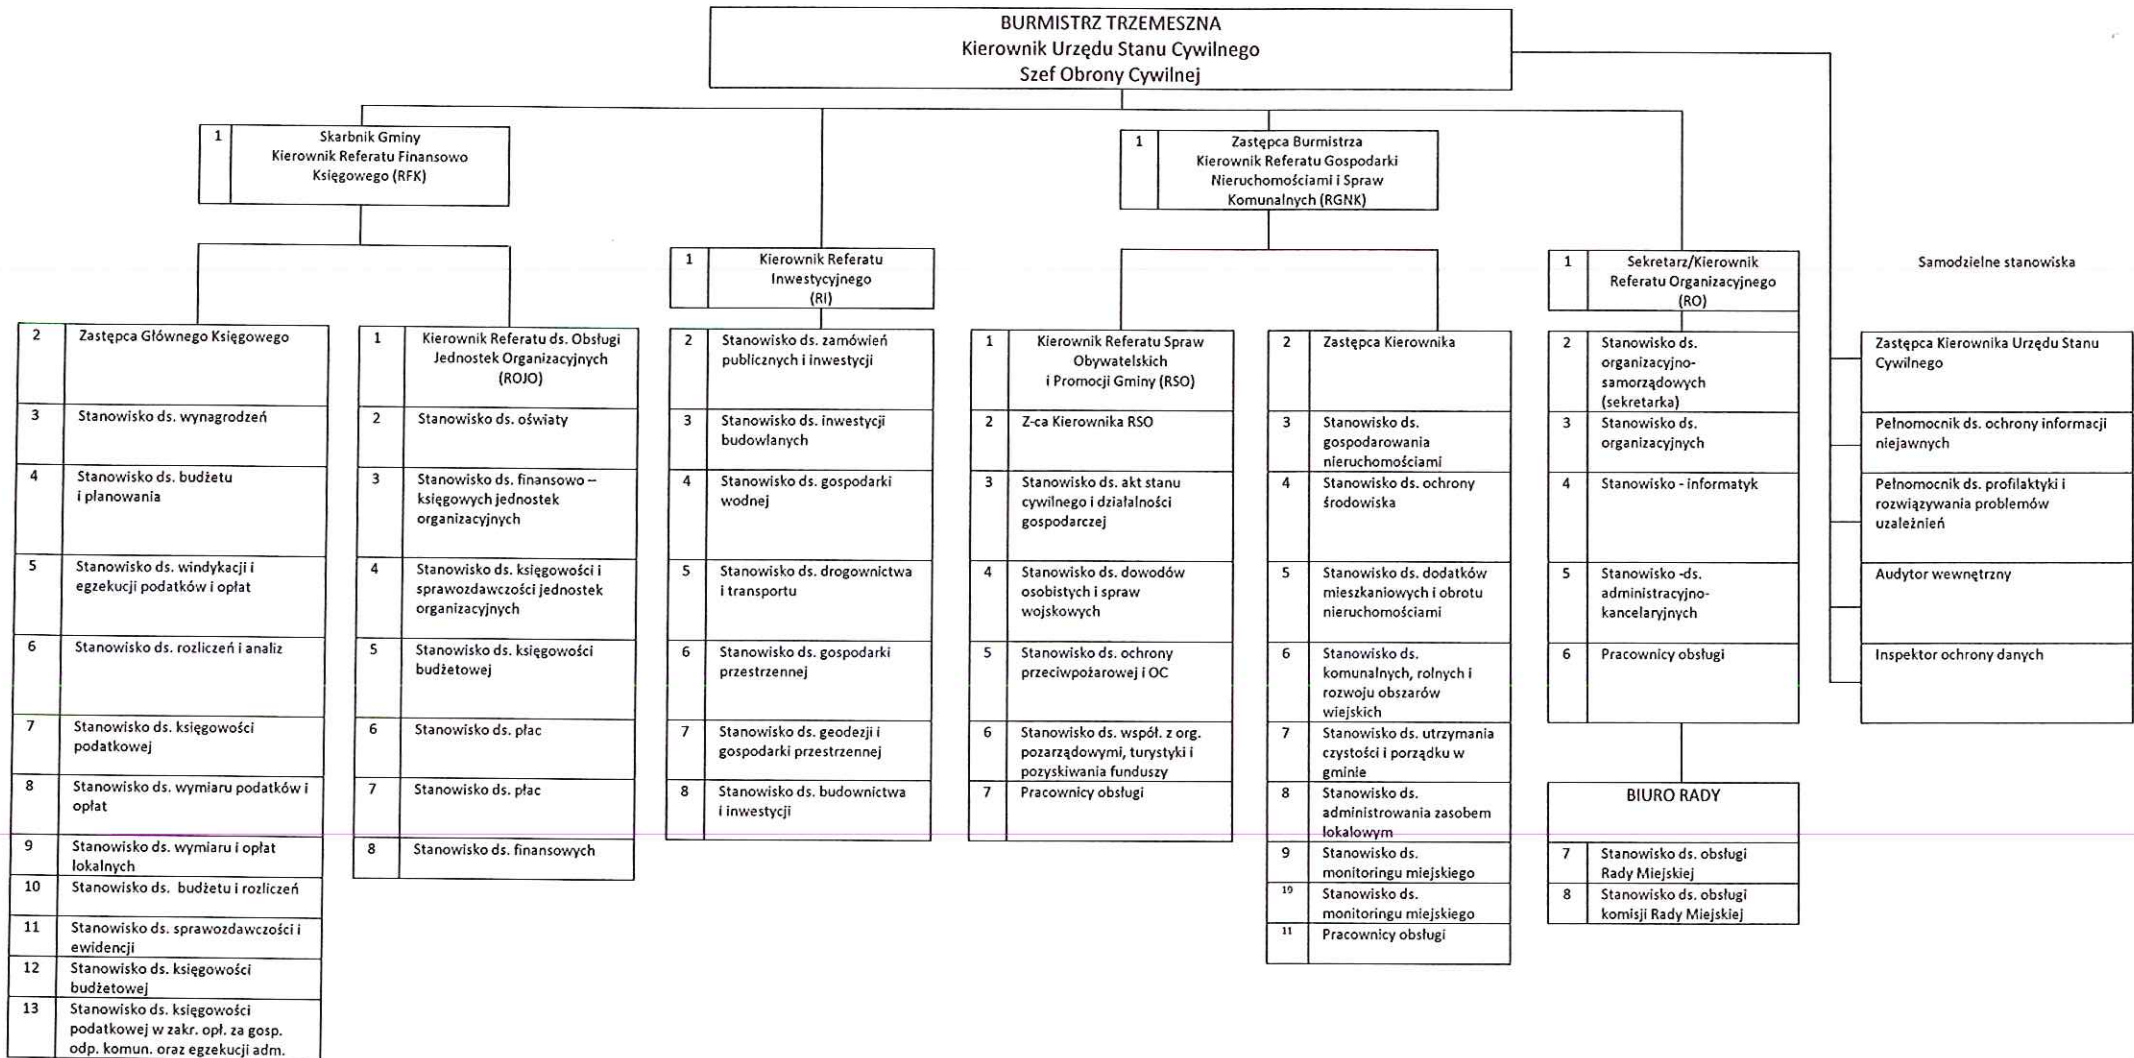 BURMISTRZ TRZEMESZNA
Kierownik Urzędu Stanu Cywilnego
Szef Obrony Cywilnej
1
Skarbnik Gminy
Kierownik Referatu Finansowo
Księgowego (RFK)
1
Zastępca Burmistrza
Kierownik Referatu Gospodarki
Nieruchomościami i Spraw
Komunalnych (RGNK)
1
Kierownik Referatu
Inwestycyjnego
(RI)
1
Sekretarz/Kierownik
Referatu Organizacyjnego
(RO)
Samodzielne stanowiska
2 Zastępca Głównego Księgowego
3 Stanowisko ds. wynagrodzeń
4 Stanowisko ds. budżetu
i planowania
5 Stanowisko ds. windykacji i
egzekucji podatków i opłat
6 Stanowisko ds. rozliczeń i analiz
7 Stanowisko ds. księgowości
podatkowej
8 Stanowisko ds. wymiaru podatków i
opłat
9 Stanowisko ds. wymiaru i opłat
lokalnych
10 Stanowisko ds. budżetu i rozliczeń
11 Stanowisko ds. sprawozdawczości i
ewidencji
12 Stanowisko ds. księgowości
budżetowej
13 Stanowisko ds. księgowości
podatkowej w zakr. opł. za gosp.
odp. komun. oraz egzekucji adm.
1 Kierownik Referatu ds. Obsługi
Jednostek Organizacyjnych
(ROJO)
2 Stanowisko ds. oświaty
3 Stanowisko ds. finansowo –
księgowych jednostek
organizacyjnych
4 Stanowisko ds. księgowości i
sprawozdawczości jednostek
organizacyjnych
5 Stanowisko ds. księgowości
budżetowej
6 Stanowisko ds. płac
7 Stanowisko ds. płac
8 Stanowisko ds. finansowych
2 Stanowisko ds. zamówień
publicznych i inwestycji
3 Stanowisko ds. inwestycji
budowlanych
4 Stanowisko ds. gospodarki
wodnej
5 Stanowisko ds. drogownictwa
i transportu
6 Stanowisko ds. gospodarki
przestrzennej
7 Stanowisko ds. geodezji i
gospodarki przestrzennej
8 Stanowisko ds. budownictwa
i inwestycji
1 Kierownik Referatu Spraw
Obywatelskich
i Promocji Gminy (RSO)
2 Z-ca Kierownika RSO
3 Stanowisko ds. akt stanu
cywilnego i działalności
gospodarczej
4 Stanowisko ds. dowodów
osobistych i spraw
wojskowych
5 Stanowisko ds. ochrony
przeciwpożarowej i OC
6 Stanowisko ds. współ. z org.
pozarządowymi, turystyki i
pozyskiwania funduszy
7 Pracownicy obsługi
2 Zastępca Kierownika
3 Stanowisko ds.
gospodarowania
nieruchomościami
4 Stanowisko ds. ochrony
środowiska
5 Stanowisko ds. dodatków
mieszkaniowych i obrotu
nieruchomościami
6 Stanowisko ds.
komunalnych, rolnych i
rozwoju obszarów
wiejskich
7 Stanowisko ds. utrzymania
czystości i porządku w
gminie
8 Stanowisko ds.
administrowania zasobem
lokalowym
9 Stanowisko ds.
monitoringu miejskiego
10 Stanowisko ds.
monitoringu miejskiego
11 Pracownicy obsługi
2 Stanowisko ds.
organizacyjno-
samorządowych
(sekretarka)
3 Stanowisko ds.
organizacyjnych
4 Stanowisko - informatyk
5 Stanowisko -ds.
administracyjno-
kancelaryjnych
6 Pracownicy obsługi
BIURO RADY
7 Stanowisko ds. obsługi
Rady Miejskiej
8 Stanowisko ds. obsługi
komisji Rady Miejskiej
Zastępca Kierownika Urzędu Stanu
Cywilnego
Pełnomocnik ds. ochrony informacji
niejawnych
Pełnomocnik ds. profilaktyki i
rozwiązywania problemów
uzależnień
Audytor wewnętrzny
Inspektor ochrony danych